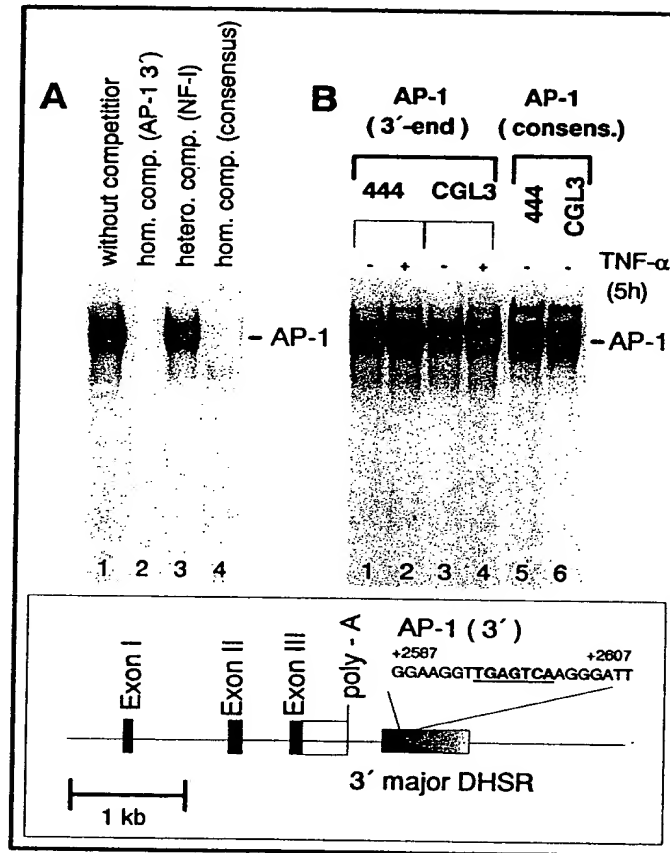 A
without competitior
hom. comp. (AP-1 3´)
hetero. comp. (NF-I)
hom. comp. (consensus)
- AP-1
1 2 3 4
B
AP-1 AP-1
(3´-end) (consens.)
444 CGL3 444 CGL3
- + - + - - TNF-α
(5h)
- AP-1
1 2 3 4 5 6
Exon I
Exon II
Exon III
poly - A
AP-1 (3´)
+2587 +2607
GGAAGGTTGAGTCAAGGGATT
3´ major DHSR
1 kb